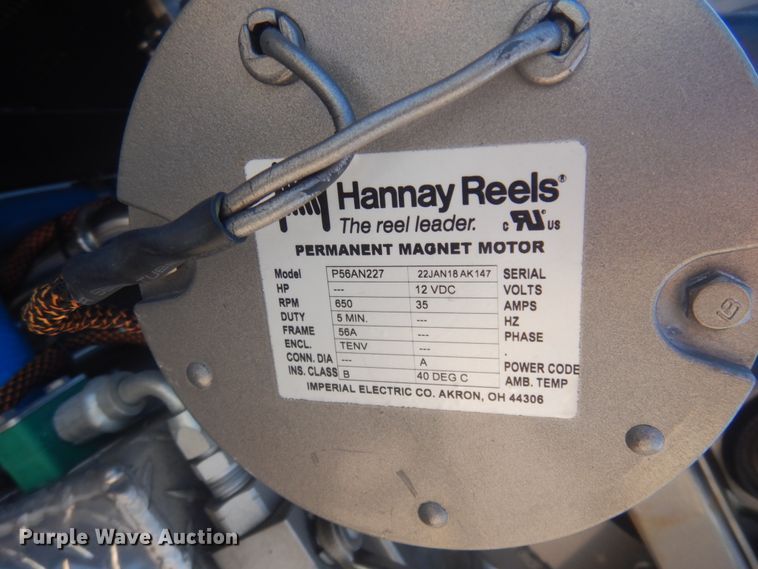 Hannay Reels®
The reel leader.
c RU® US
PERMANENT MAGNET MOTOR
Model P56AN227 22JAN18 AK147 SERIAL
HP --- 12 VDC VOLTS
RPM 650 35 AMPS
DUTY 5 MIN. --- HZ
FRAME 56A --- PHASE
ENCL. TENV --- .
CONN. DIA --- A POWER CODE
INS. CLASS B 40 DEG C AMB. TEMP
IMPERIAL ELECTRIC CO. AKRON, OH 44306
Purple Wave Auction®